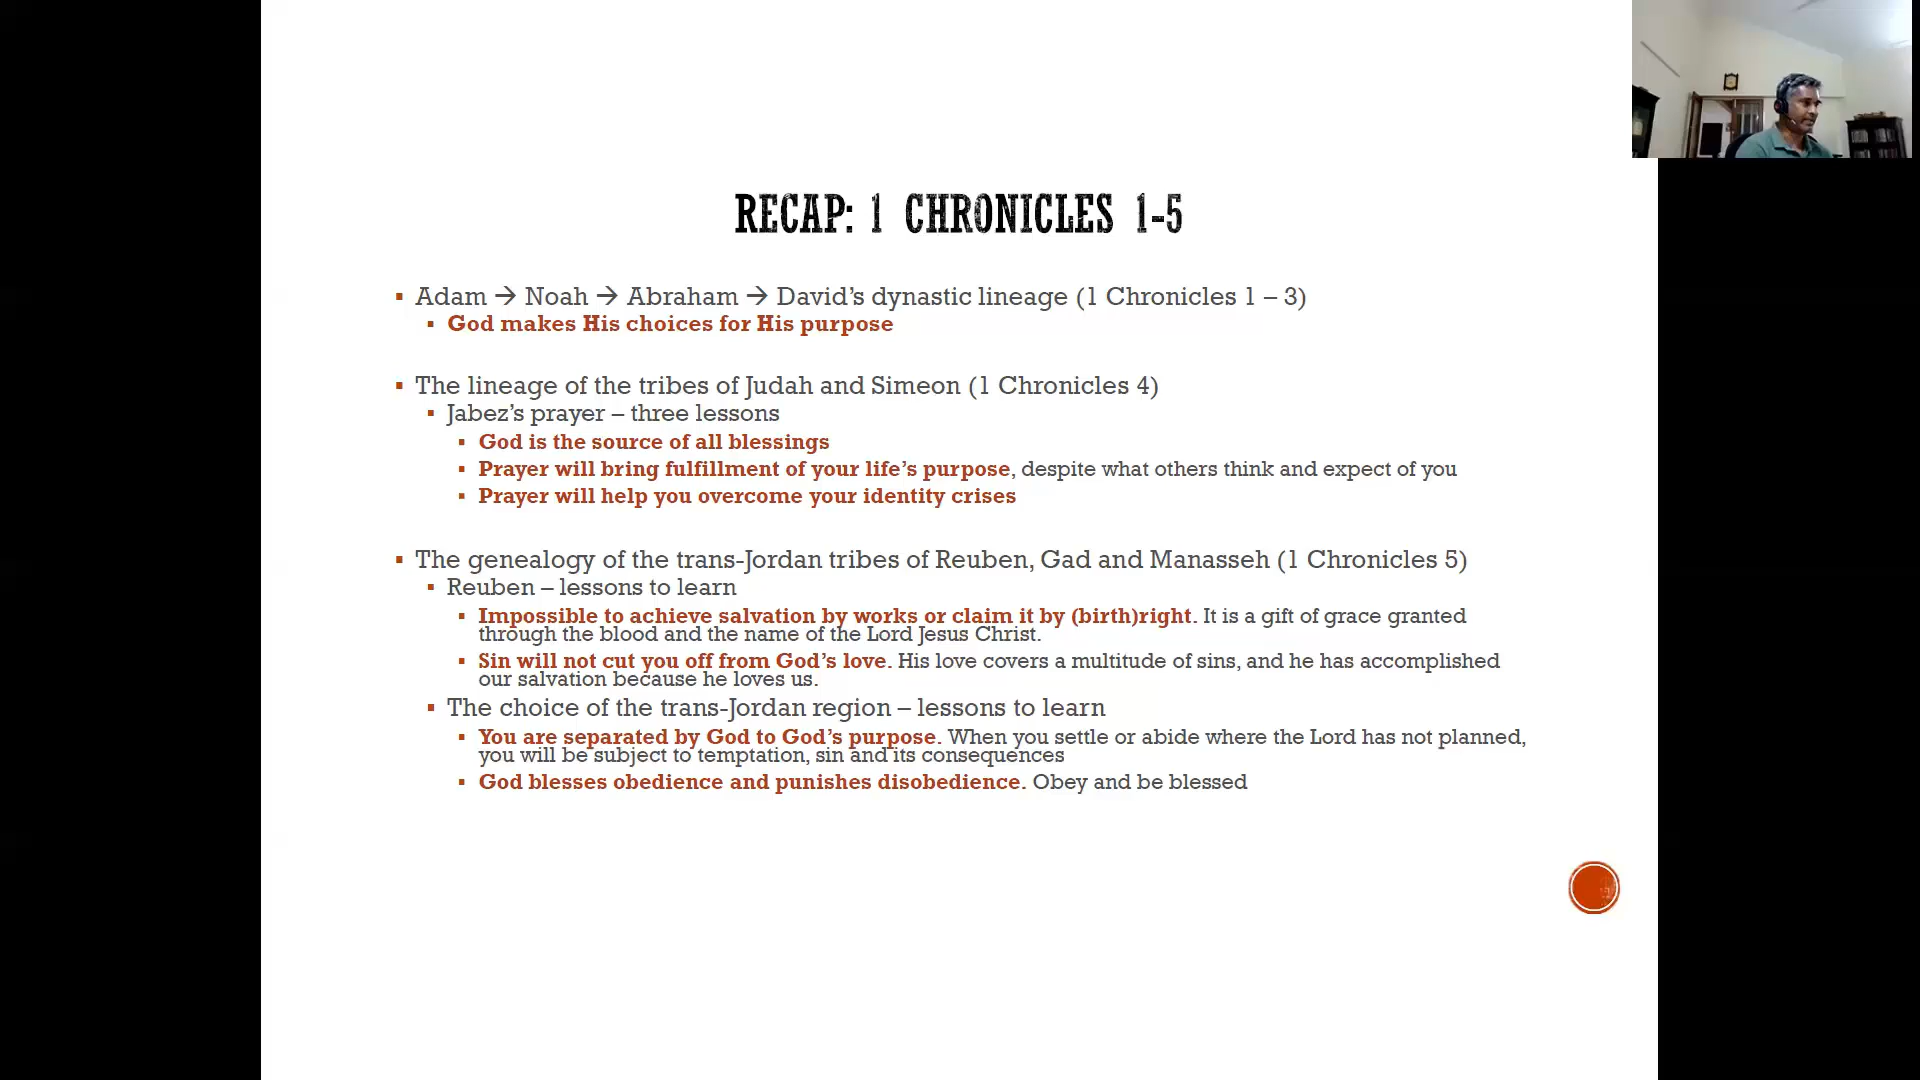 RECAP: 1 CHRONICLES 1-5
▪ Adam → Noah → Abraham → David’s dynastic lineage (1 Chronicles 1 – 3)
▪ God makes His choices for His purpose
▪ The lineage of the tribes of Judah and Simeon (1 Chronicles 4)
▪ Jabez’s prayer – three lessons
▪ God is the source of all blessings
▪ Prayer will bring fulfillment of your life’s purpose, despite what others think and expect of you
▪ Prayer will help you overcome your identity crises
▪ The genealogy of the trans-Jordan tribes of Reuben, Gad and Manasseh (1 Chronicles 5)
▪ Reuben – lessons to learn
▪ Impossible to achieve salvation by works or claim it by (birth)right. It is a gift of grace granted
through the blood and the name of the Lord Jesus Christ.
▪ Sin will not cut you off from God’s love. His love covers a multitude of sins, and he has accomplished
our salvation because he loves us.
▪ The choice of the trans-Jordan region – lessons to learn
▪ You are separated by God to God’s purpose. When you settle or abide where the Lord has not planned,
you will be subject to temptation, sin and its consequences
▪ God blesses obedience and punishes disobedience. Obey and be blessed